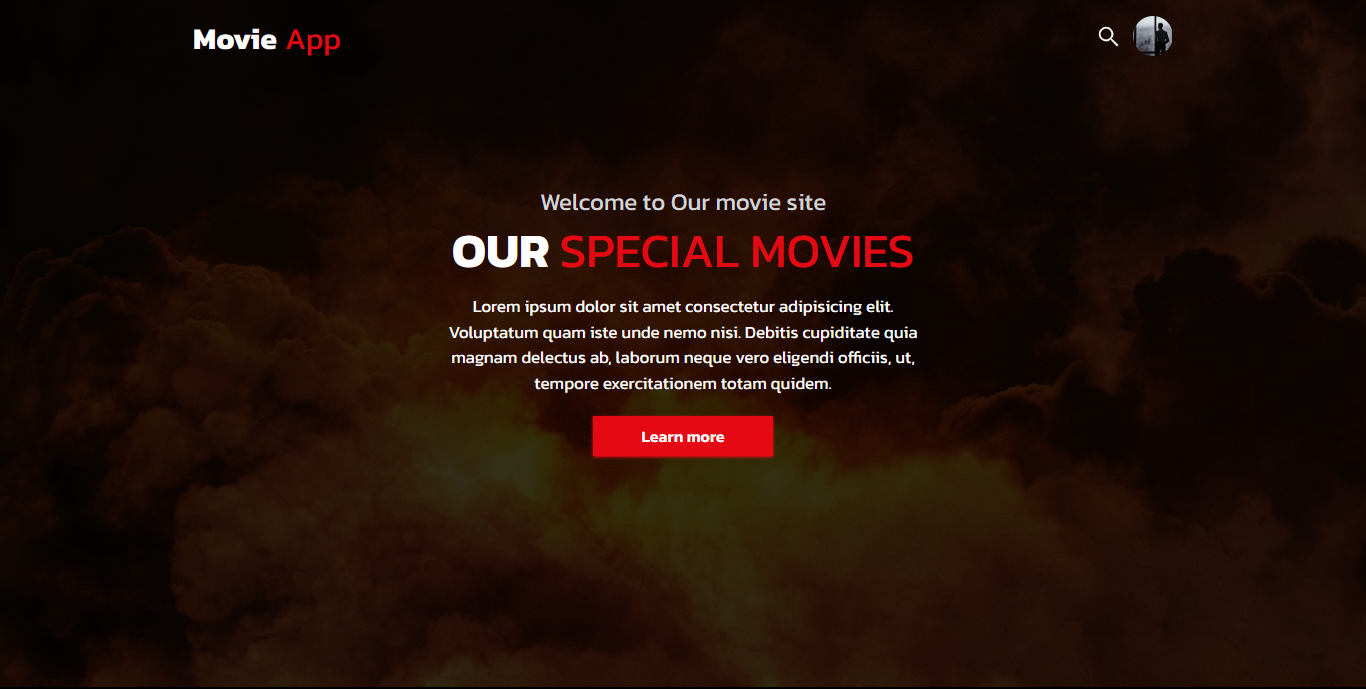 Movie App
Welcome to Our movie site
OUR SPECIAL MOVIES
Lorem ipsum dolor sit amet consectetur adipisicing elit.
Voluptatum quam iste unde nemo nisi. Debitis cupiditate quia
magnam delectus ab, laborum neque vero eligendi officiis, ut,
tempore exercitationem totam quidem.
Learn more